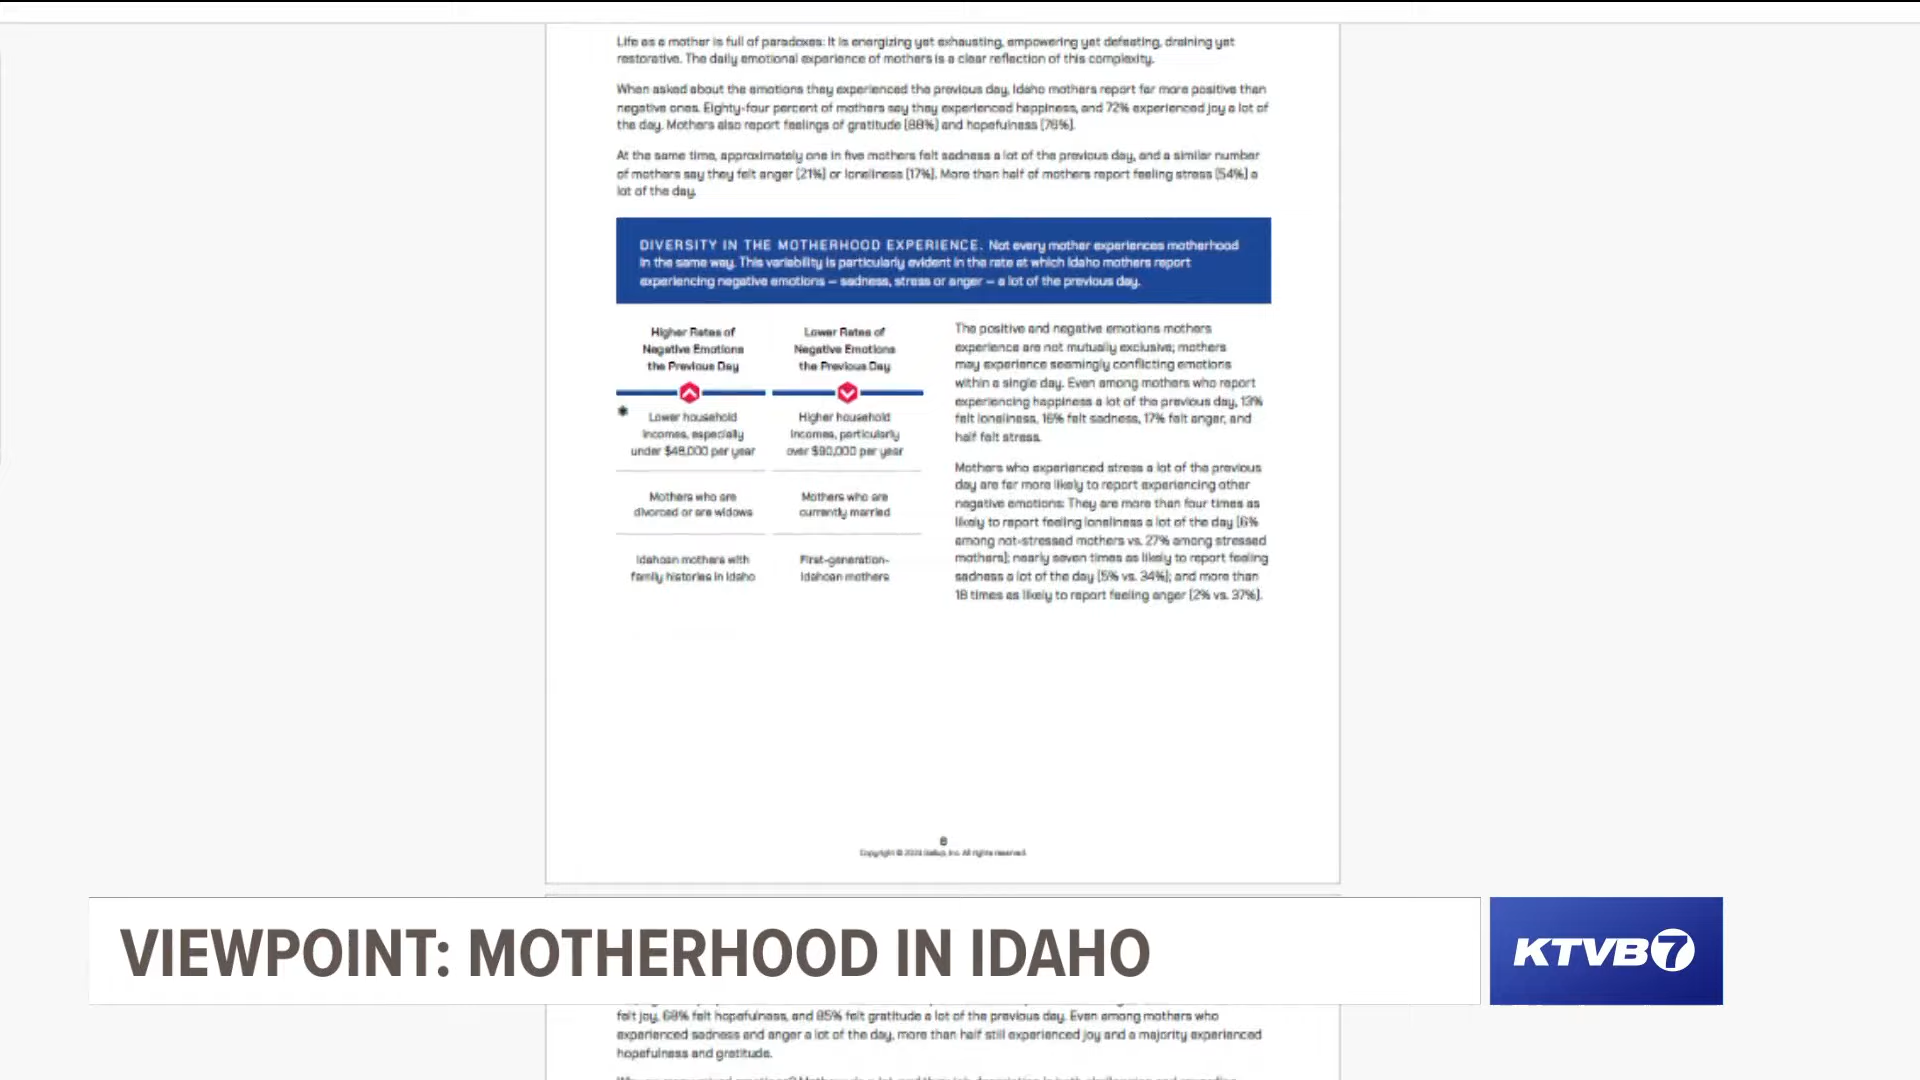 Life as a mother is full of paradoxes: It is energizing yet exhausting, empowering yet defeating, draining yet
restorative. The daily emotional experience of mothers is a clear reflection of this complexity.
When asked about the emotions they experienced the previous day, Idaho mothers report far more positive than
negative ones. Eighty-four percent of mothers say they experienced happiness, and 72% experienced joy a lot of
the day. Mothers also report feelings of gratitude (88%) and hopefulness (76%).
At the same time, approximately one in five mothers felt sadness a lot of the previous day, and a similar number
of mothers say they felt anger (21%) or loneliness (17%). More than half of mothers report feeling stress (54%) a
lot of the day.
DIVERSITY IN THE MOTHERHOOD EXPERIENCE. Not every mother experiences motherhood
in the same way. This variability is particularly evident in the rate at which Idaho mothers report
experiencing negative emotions — sadness, stress or anger — a lot of the previous day.
Higher Rates of
Negative Emotions
the Previous Day
* Lower household
incomes, especially
under $48,000 per year
Mothers who are
divorced or are widows
Idahoan mothers with
family histories in Idaho
Lower Rates of
Negative Emotions
the Previous Day
Higher household
incomes, particularly
over $90,000 per year
Mothers who are
currently married
First-generation-
Idahoan mothers
The positive and negative emotions mothers
experience are not mutually exclusive; mothers
may experience seemingly conflicting emotions
within a single day. Even among mothers who report
experiencing happiness a lot of the previous day, 13%
felt loneliness, 16% felt sadness, 17% felt anger, and
half felt stress.
Mothers who experienced stress a lot of the previous
day are far more likely to report experiencing other
negative emotions: They are more than four times as
likely to report feeling loneliness a lot of the day (6%
among not-stressed mothers vs. 27% among stressed
mothers); nearly seven times as likely to report feeling
sadness a lot of the day (5% vs. 34%); and more than
18 times as likely to report feeling anger (2% vs. 37%).
Copyright © 2024 Gallup, Inc. All rights reserved.
VIEWPOINT: MOTHERHOOD IN IDAHO
KTVB7
felt joy, 68% felt hopefulness, and 85% felt gratitude a lot of the previous day. Even among mothers who
experienced sadness and anger a lot of the day, more than half still experienced joy and a majority experienced
hopefulness and gratitude.